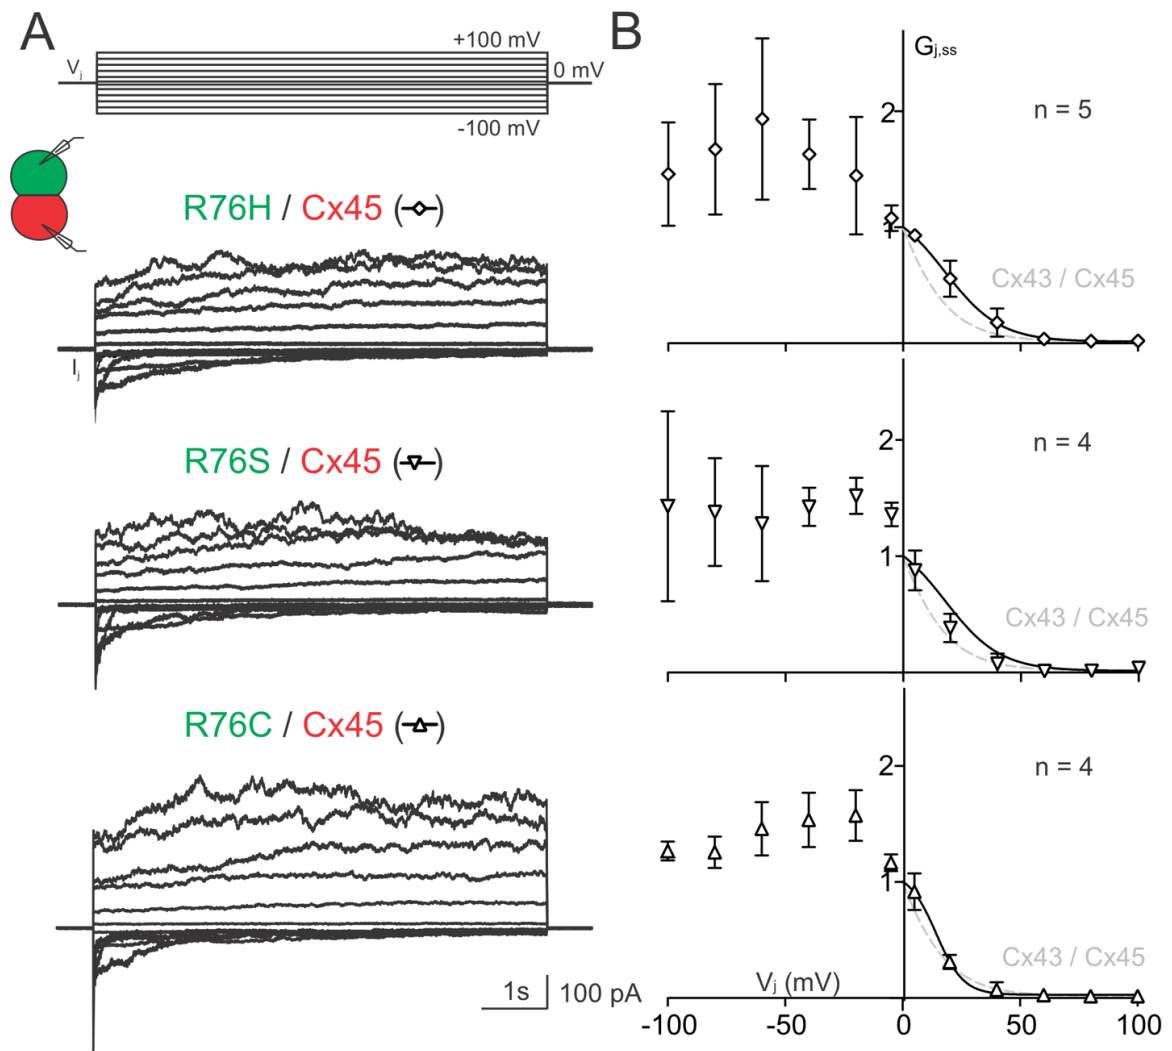 A
+100 mV
Vj
0 mV
-100 mV
R76H / Cx45 ( )
Ij
R76S / Cx45 ( )
R76C / Cx45 ( )
1s
100 pA
B
Gj,ss
2
n = 5
1
Cx43 / Cx45
2
n = 4
1
Cx43 / Cx45
2
n = 4
1
Cx43 / Cx45
Vj (mV)
-100 -50 0 50 100